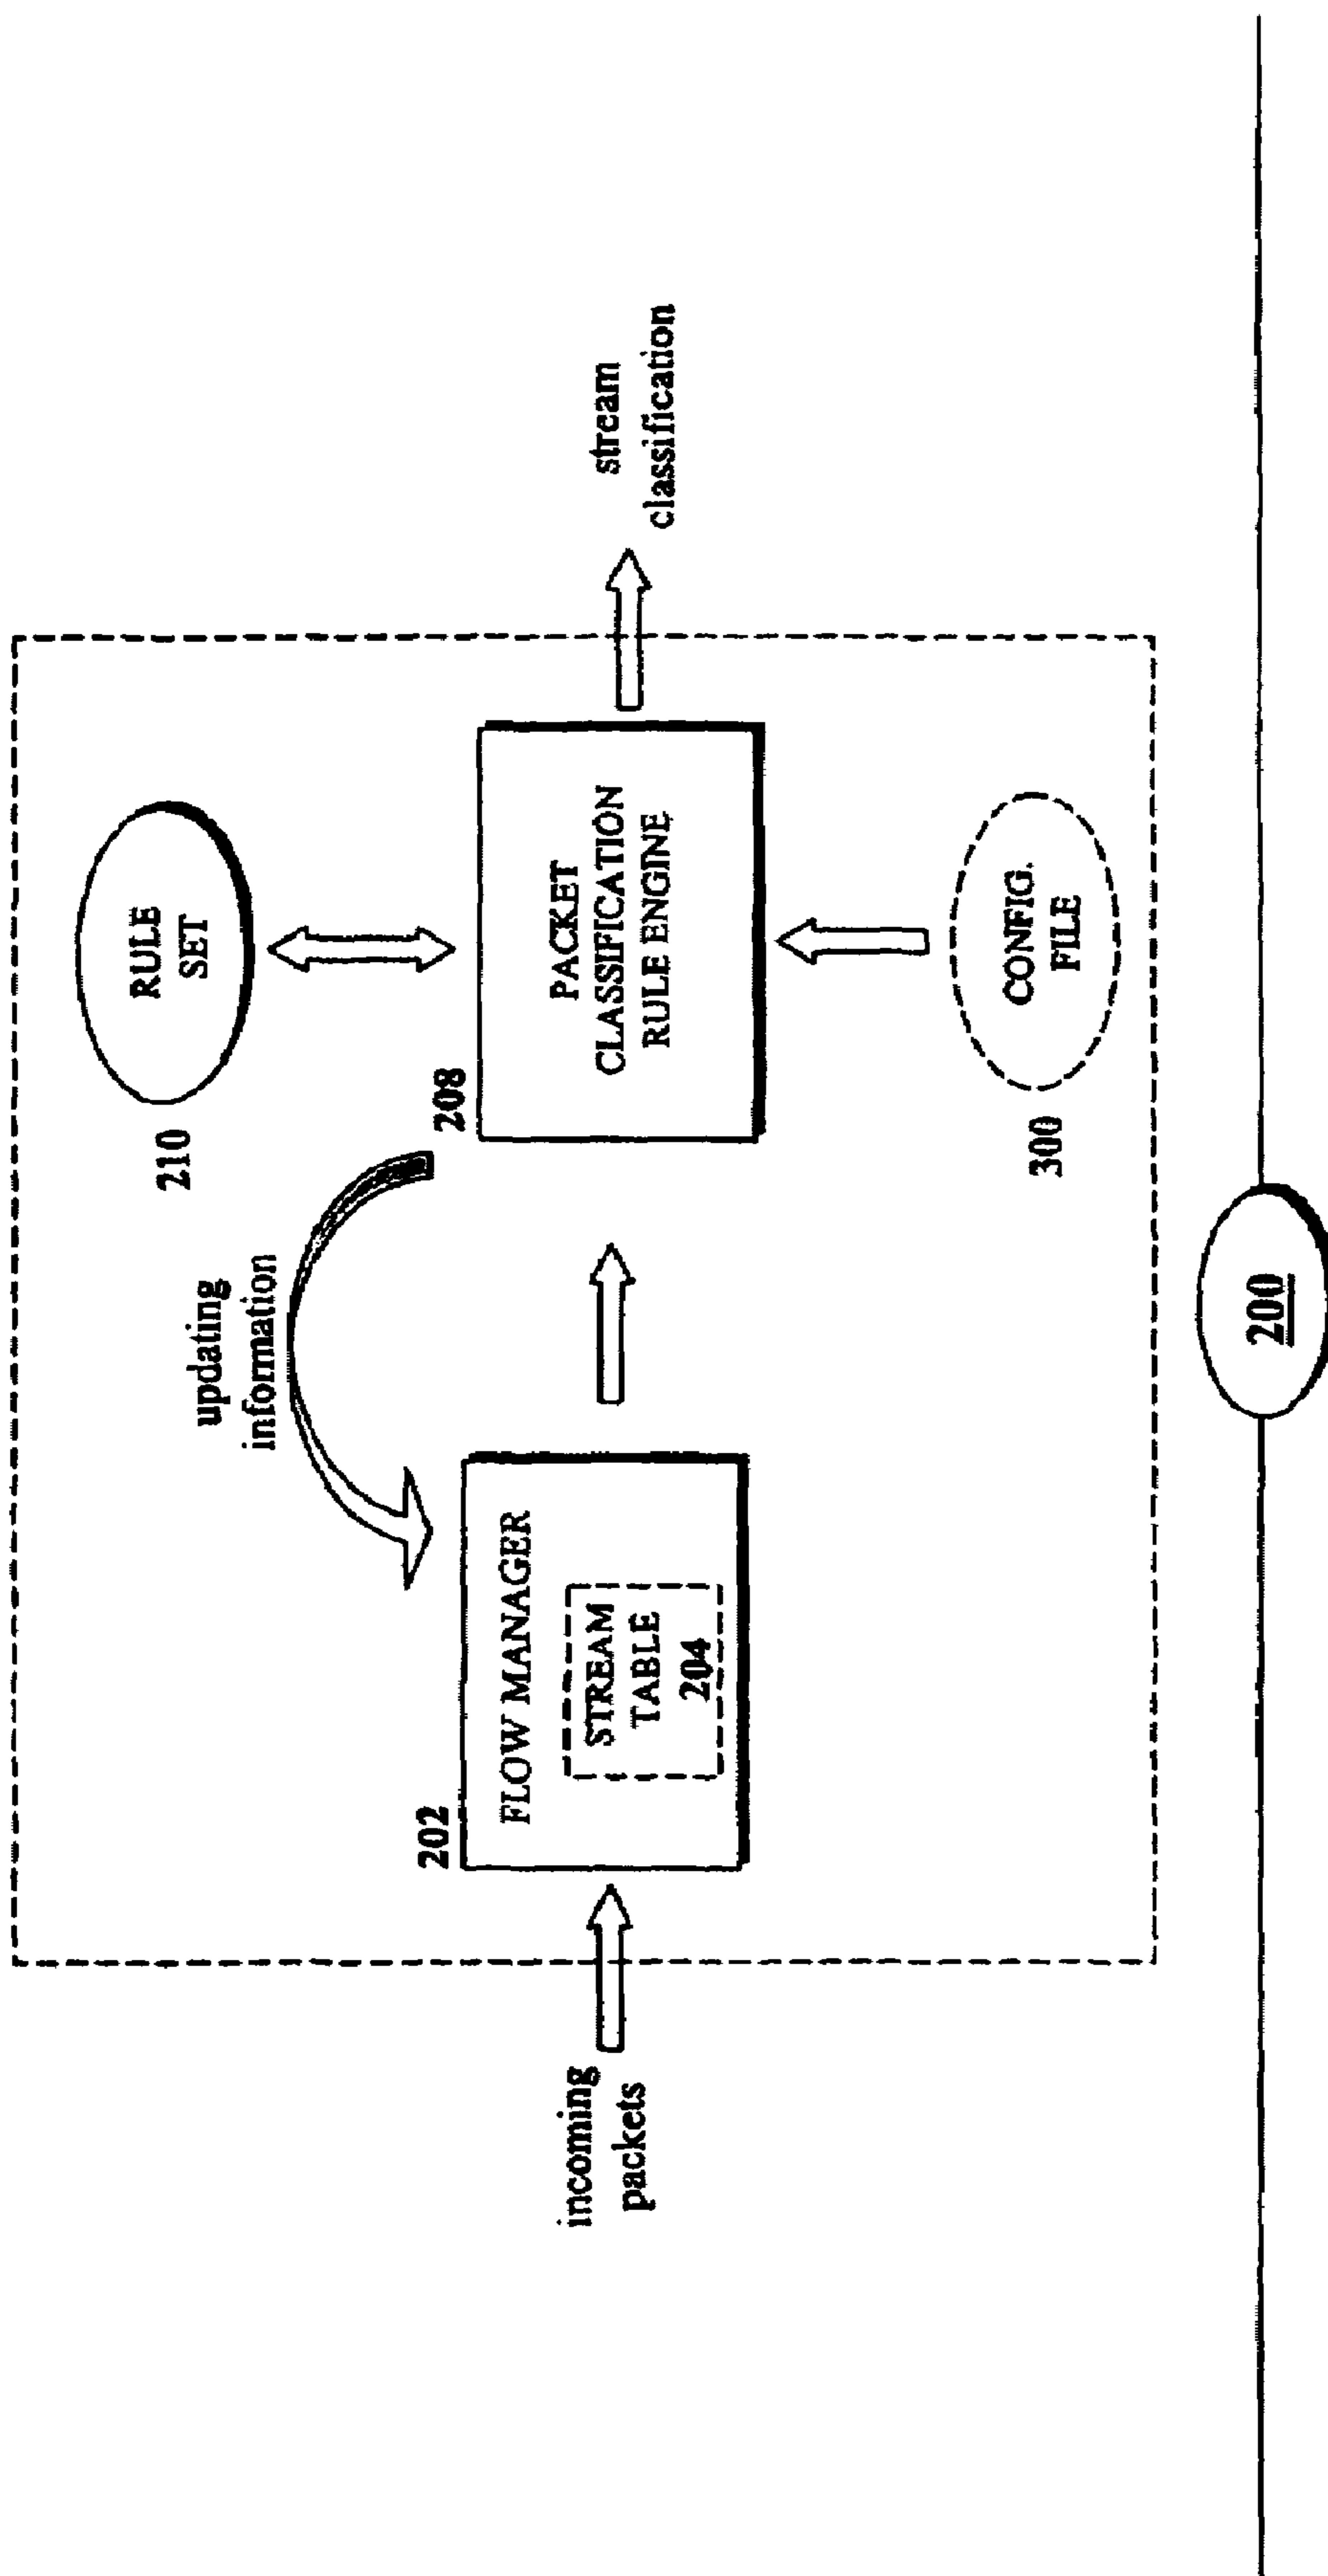 incoming
packets
202
FLOW MANAGER
STREAM
TABLE
204
updating
information
210
RULE
SET
208
PACKET
CLASSIFICATION
RULE ENGINE
300
CONFIG.
FILE
stream
classification
200